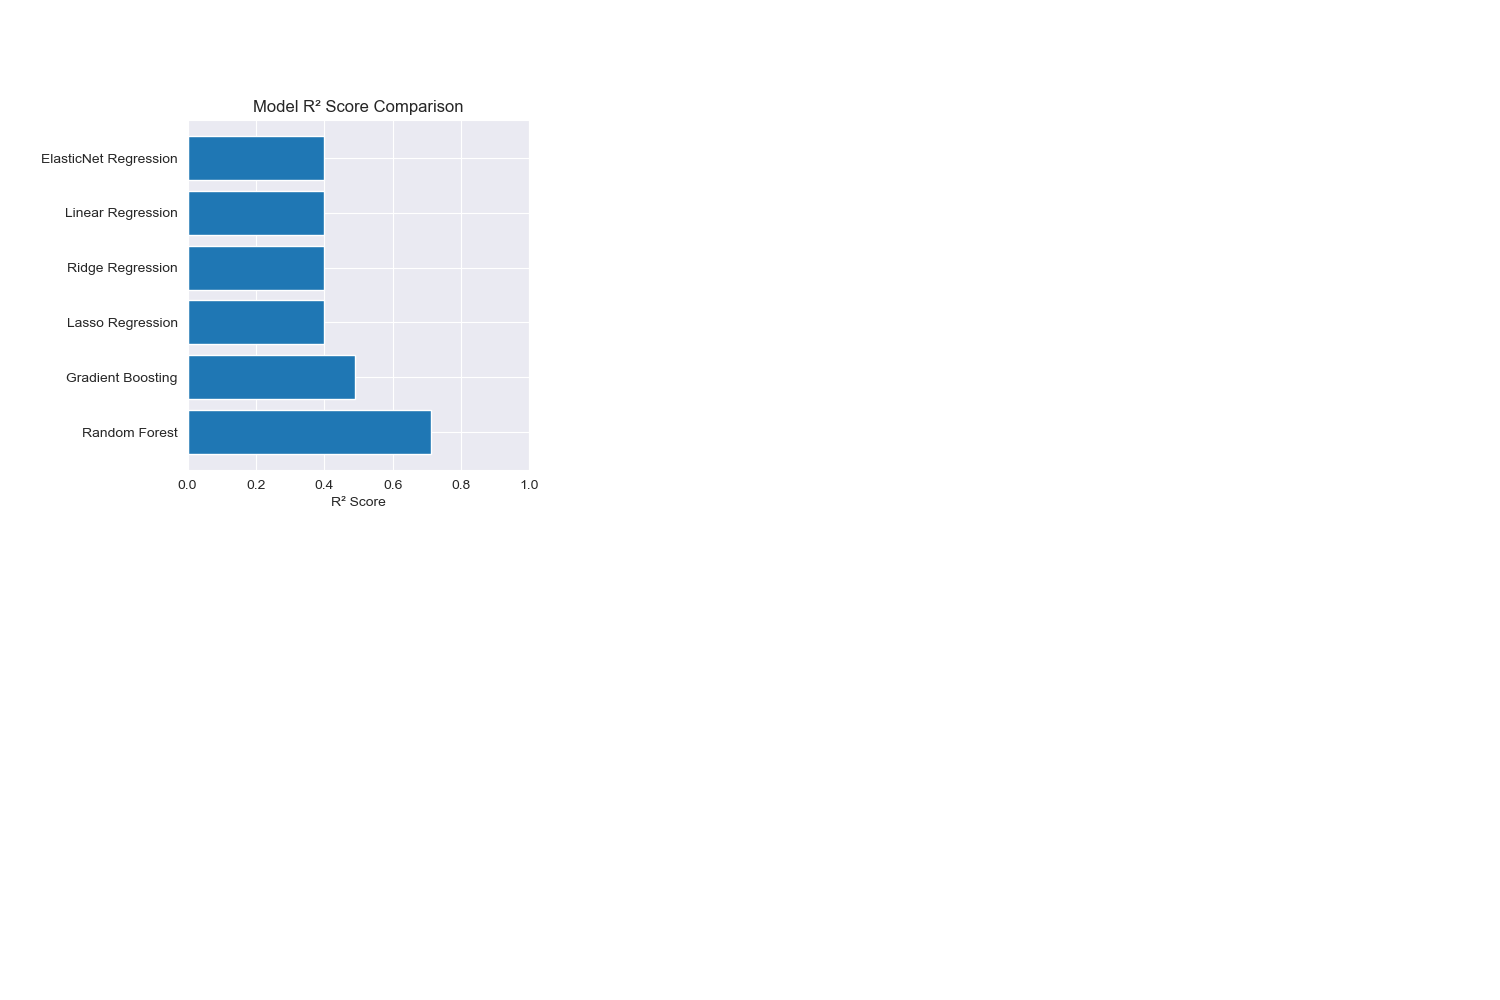 Model R² Score Comparison
ElasticNet Regression
Linear Regression
Ridge Regression
Lasso Regression
Gradient Boosting
Random Forest
0.0 0.2 0.4 0.6 0.8 1.0
R² Score